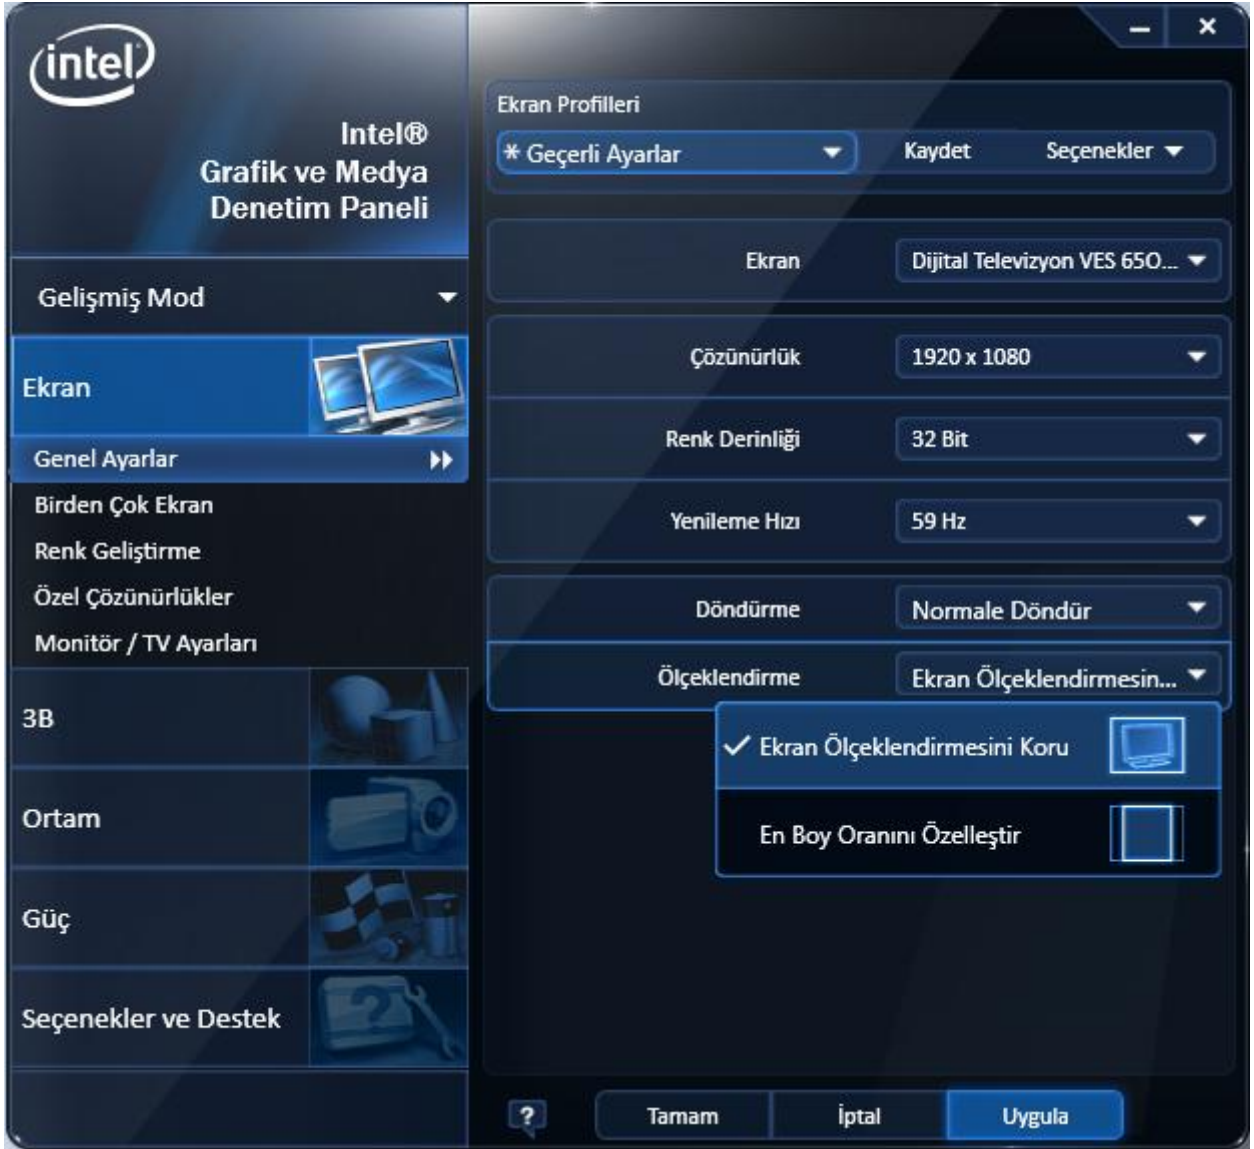 intel
Intel®
Grafik ve Medya
Denetim Paneli
Gelişmiş Mod
Ekran
Genel Ayarlar
Birden Çok Ekran
Renk Geliştirme
Özel Çözünürlükler
Monitör / TV Ayarları
3B
Ortam
Güç
Seçenekler ve Destek
Ekran Profilleri
* Geçerli Ayarlar Kaydet Seçenekler
Ekran Dijital Televizyon VES 65O...
Çözünürlük 1920 x 1080
Renk Derinliği 32 Bit
Yenileme Hızı 59 Hz
Döndürme Normale Döndür
Ölçeklendirme Ekran Ölçeklendirmesin...
Ekran Ölçeklendirmesini Koru
En Boy Oranını Özelleştir
? Tamam İptal Uygula